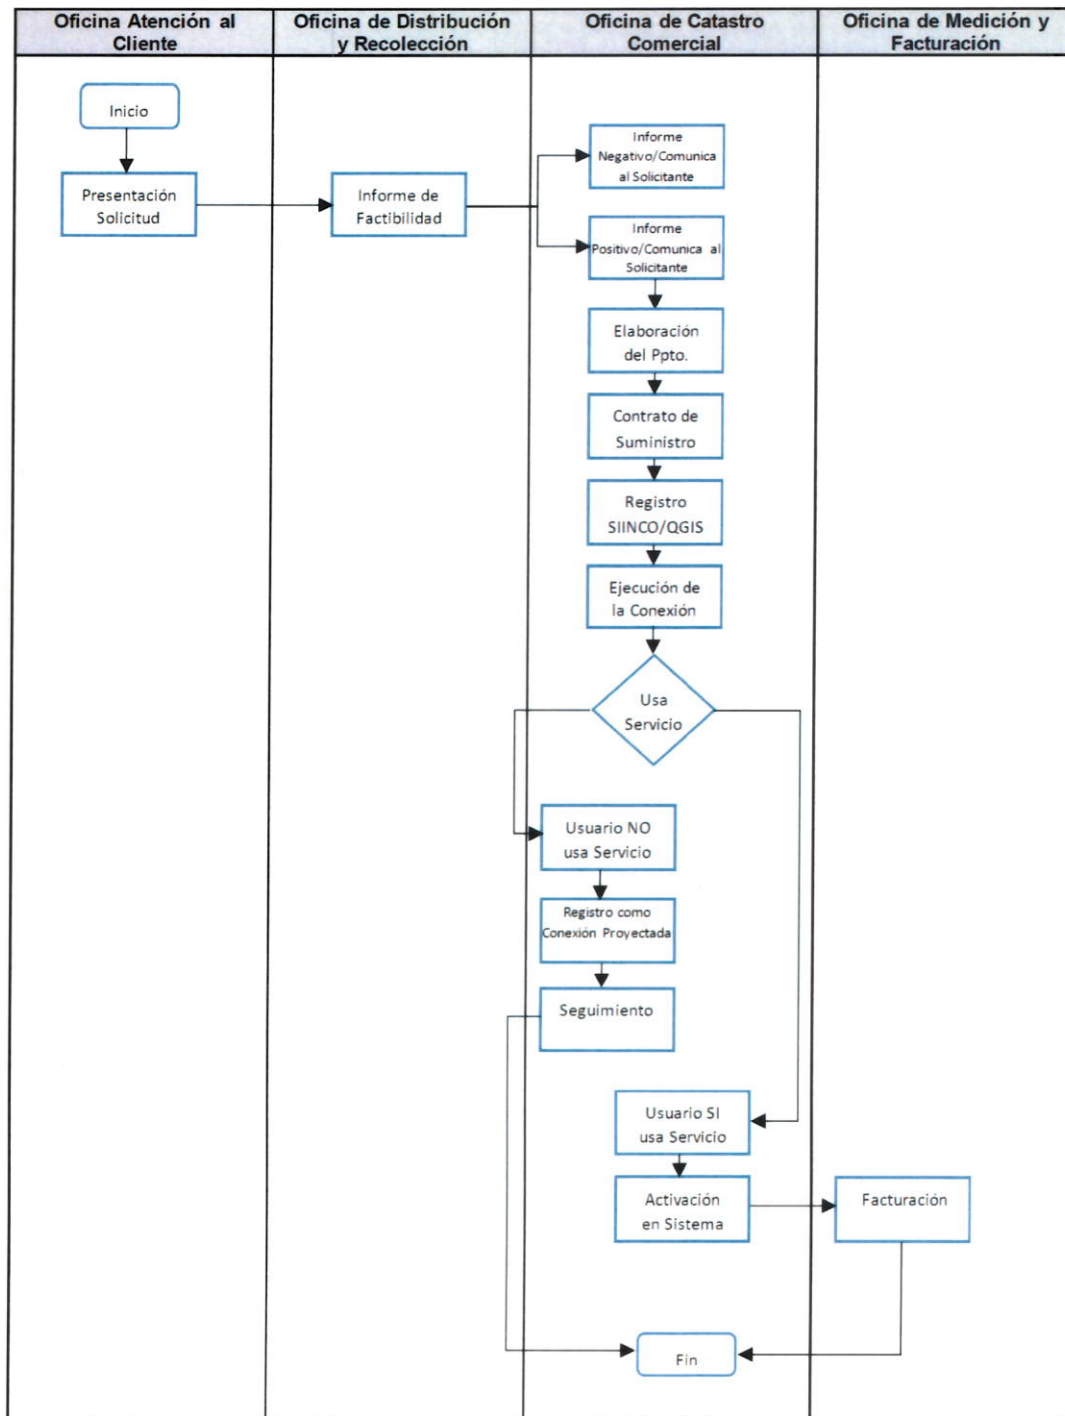 Oficina Atención al
Cliente
Oficina de Distribución
y Recolección
Oficina de Catastro
Comercial
Oficina de Medición y
Facturación
Inicio
Presentación
Solicitud
Informe de
Factibilidad
Informe
Negativo/Comunica
al Solicitante
Informe
Positivo/Comunica al
Solicitante
Elaboración
del Ppto.
Contrato de
Suministro
Registro
SIINCO/QGIS
Ejecución de
la Conexión
Usa
Servicio
Usuario NO
usa Servicio
Registro como
Conexión Proyectada
Seguimiento
Usuario SI
usa Servicio
Activación
en Sistema
Facturación
Fin